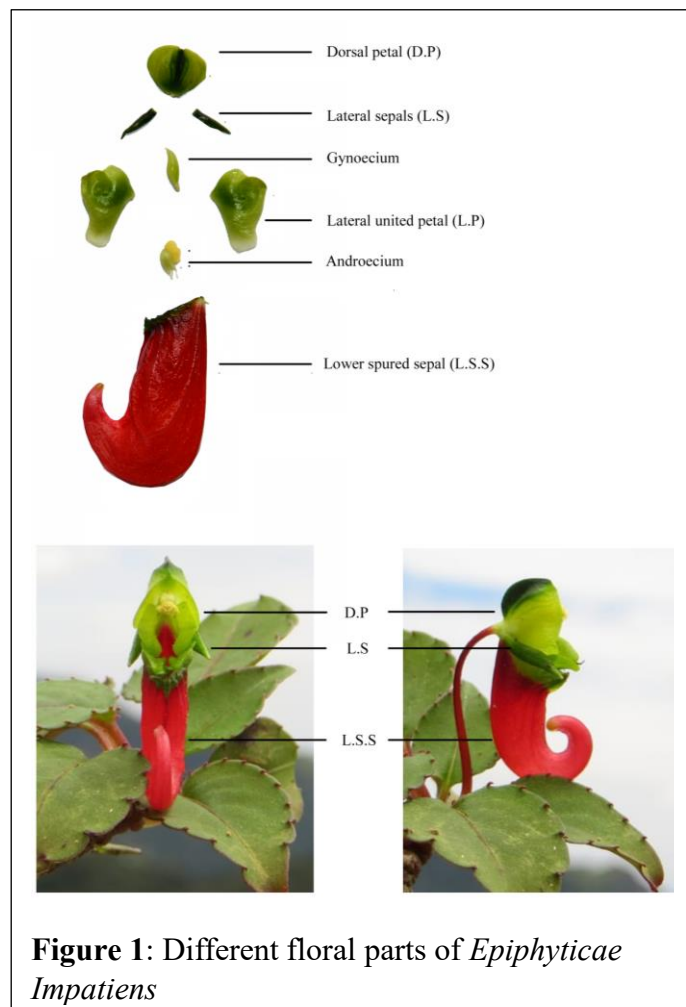 Dorsal petal (D.P)
Lateral sepals (L.S)
Gynoecium
Lateral united petal (L.P)
Androecium
Lower spured sepal (L.S.S)
D.P
L.S
L.S.S
Figure 1: Different floral parts of Epiphyticae
Impatiens